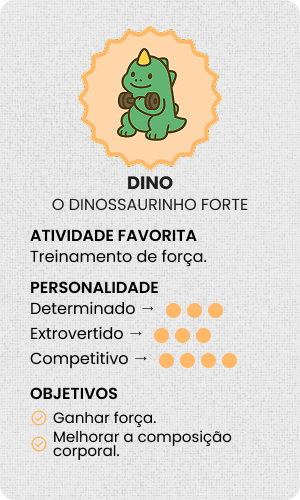 DINO
O DINOSSAURINHO FORTE
ATIVIDADE FAVORITA
Treinamento de força.
PERSONALIDADE
Determinado →
Extrovertido →
Competitivo →
OBJETIVOS
Ganhar força.
Melhorar a composição
corporal.